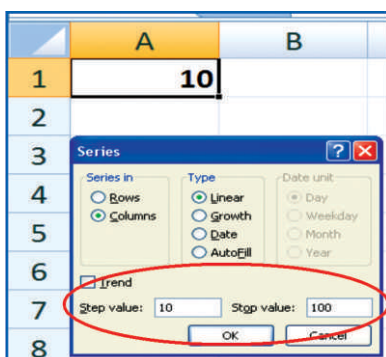 A B
1 10
2
3
4
5
6
7
8
Series
Series in Type Date unit
Rows Linear Day
Columns Growth Weekday
Date Month
AutoFill Year
Trend
Step value: 10 Stop value: 100
OK Cancel